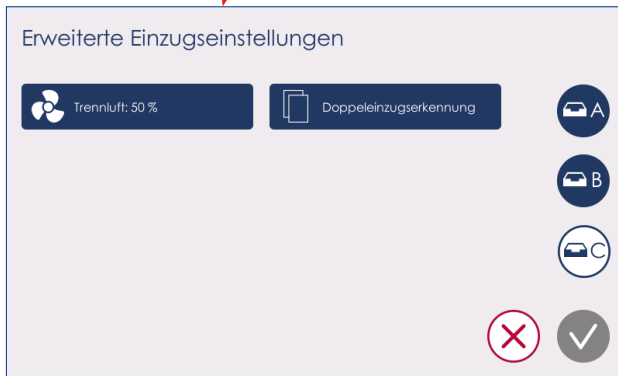 Erweiterte Einzugseinstellungen
Trennluft: 50 %
Doppeleinzugserkennung
A
B
C